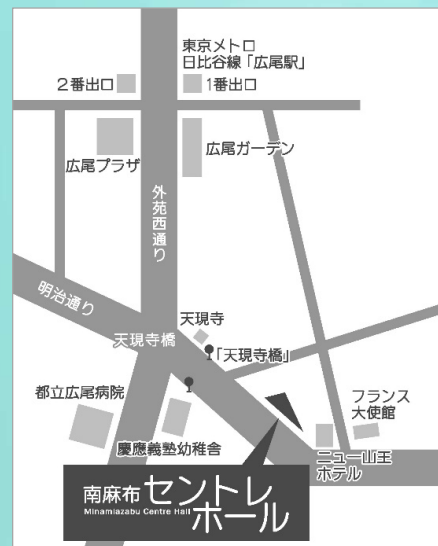 東京メトロ
日比谷線「広尾駅」
2番出口
1番出口
広尾プラザ
広尾ガーデン
外苑西通り
明治通り
天現寺
天現寺橋
「天現寺橋」
都立広尾病院
慶應義塾幼稚舎
フランス
大使館
ニュー山王
ホテル
南麻布セントレ
Minamiazabu Centre Hall
ホール